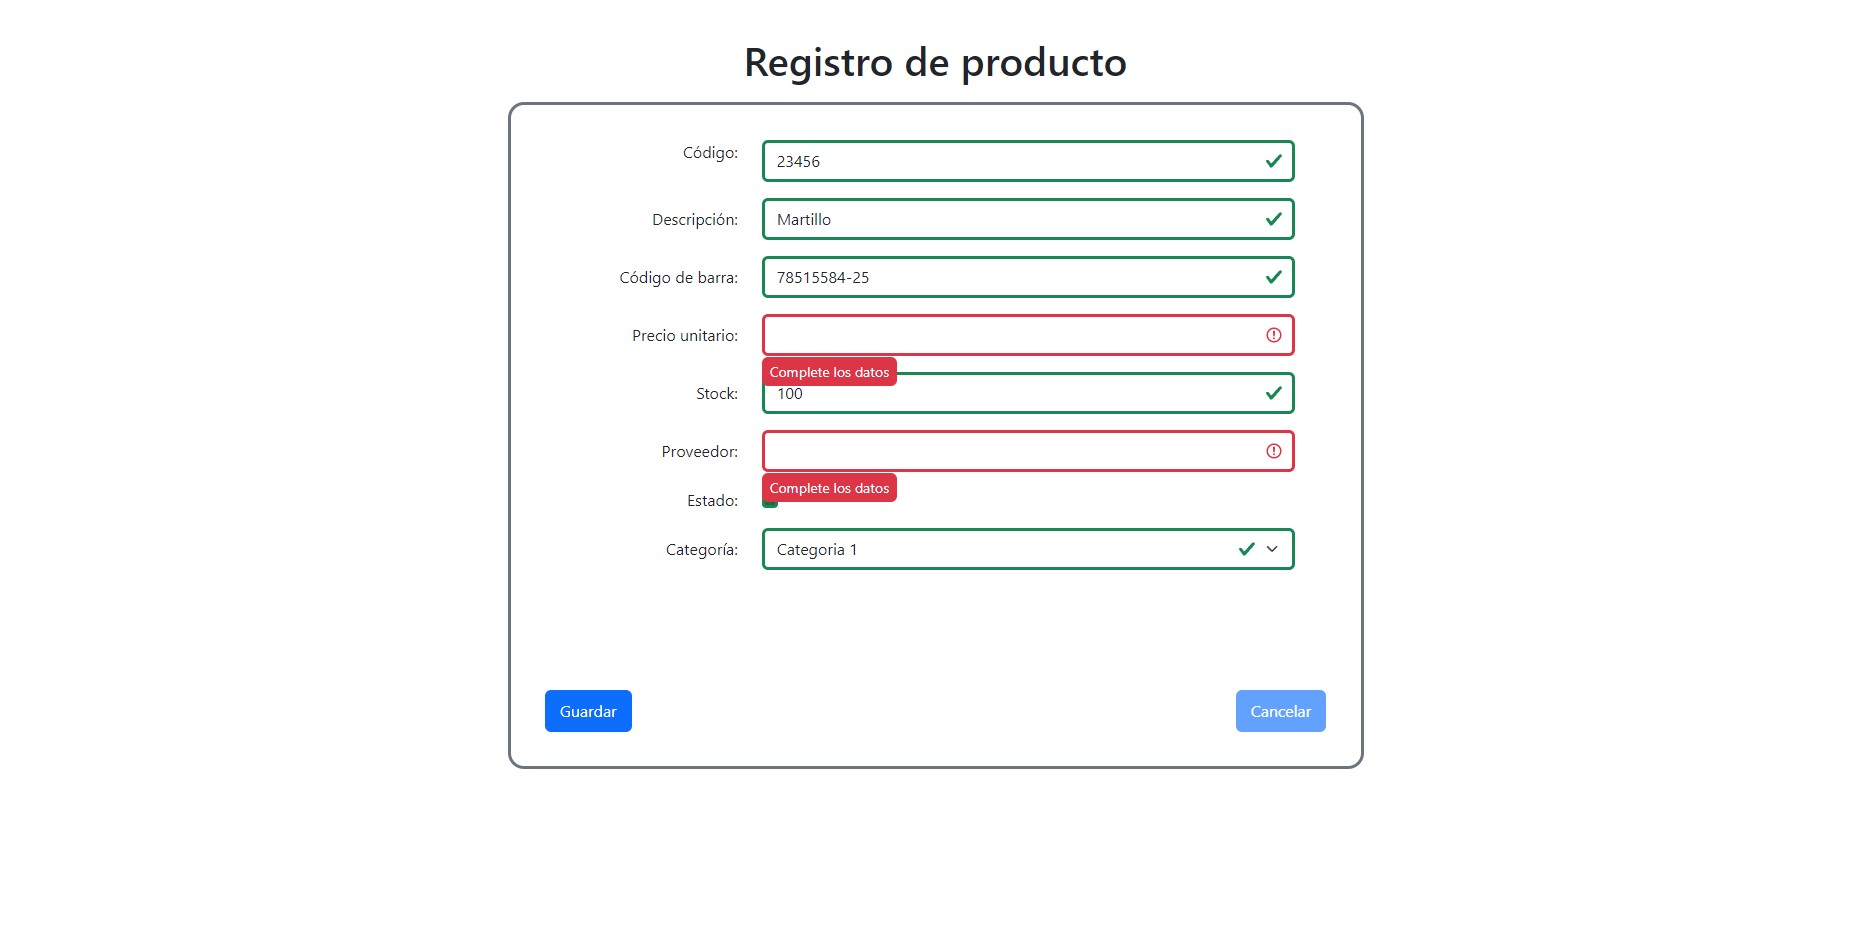 Registro de producto
Código: 23456
Descripción: Martillo
Código de barra: 78515584-25
Precio unitario:
Complete los datos
Stock: 100
Proveedor:
Complete los datos
Estado:
Categoría: Categoria 1
Guardar Cancelar